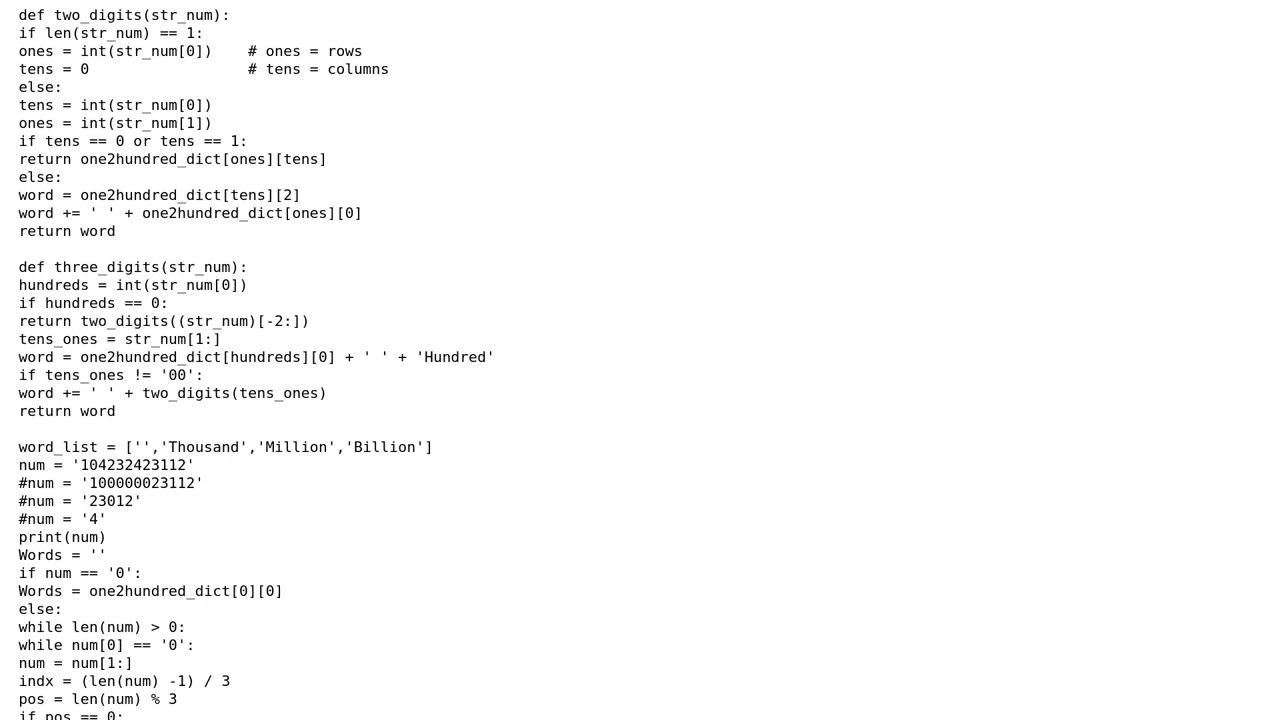 def two_digits(str_num):
if len(str_num) == 1:
ones = int(str_num[0])    # ones = rows
tens = 0                  # tens = columns
else:
tens = int(str_num[0])
ones = int(str_num[1])
if tens == 0 or tens == 1:
return one2hundred_dict[ones][tens]
else:
word = one2hundred_dict[tens][2]
word += ' ' + one2hundred_dict[ones][0]
return word

def three_digits(str_num):
hundreds = int(str_num[0])
if hundreds == 0:
return two_digits((str_num)[-2:])
tens_ones = str_num[1:]
word = one2hundred_dict[hundreds][0] + ' ' + 'Hundred'
if tens_ones != '00':
word += ' ' + two_digits(tens_ones)
return word

word_list = ['','Thousand','Million','Billion']
num = '104232423112'
#num = '100000023112'
#num = '23012'
#num = '4'
print(num)
Words = ''
if num == '0':
Words = one2hundred_dict[0][0]
else:
while len(num) > 0:
while num[0] == '0':
num = num[1:]
indx = (len(num) -1) / 3
pos = len(num) % 3
if pos == 0: